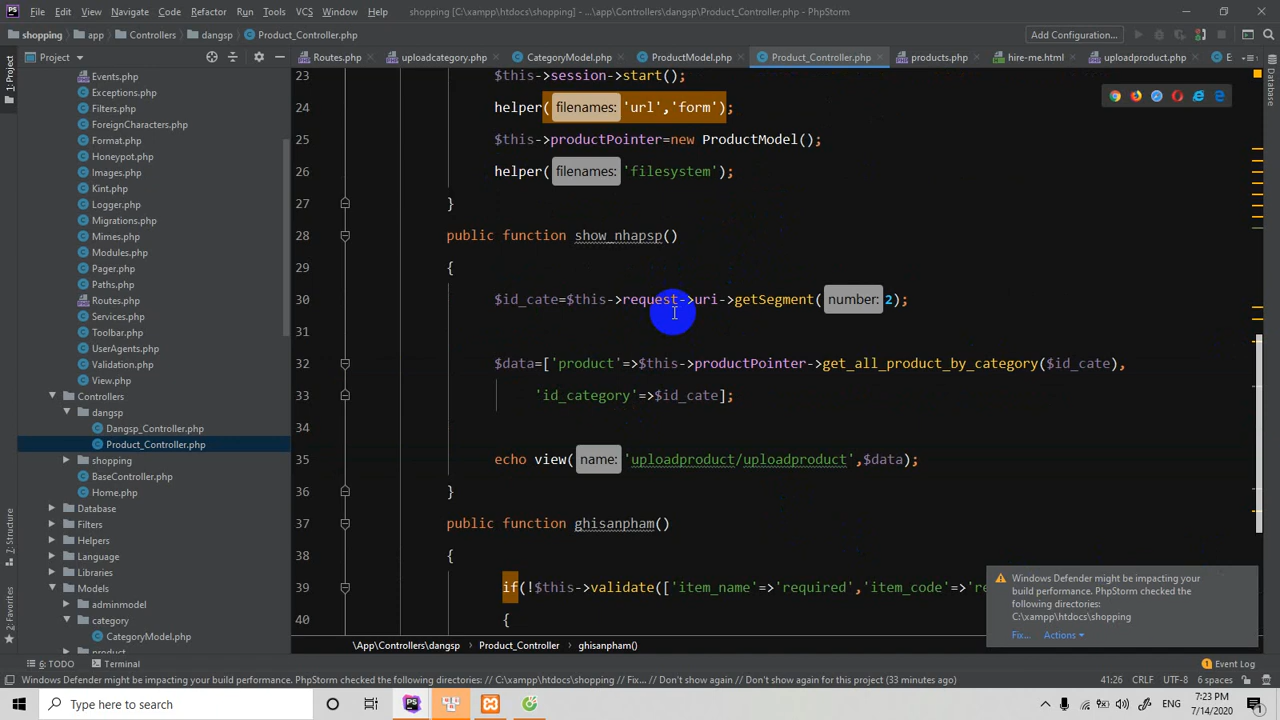 File Edit View Navigate Code Refactor Run Tools VCS Window Help shopping [C:\xampp\htdocs\shopping] - ...\app\Controllers\dangsp\Product_Controller.php - PhpStorm
shopping app Controllers dangsp Product_Controller.php Add Configuration...
Project Routes.php uploadcategory.php CategoryModel.php ProductModel.php Product_Controller.php products.php hire-me.html uploadproduct.php E
1: Project
Database
7: Structure
2: Favorites
Events.php
Exceptions.php
Filters.php
ForeignCharacters.php
Format.php
Honeypot.php
Images.php
Kint.php
Logger.php
Migrations.php
Mimes.php
Modules.php
Pager.php
Paths.php
Routes.php
Services.php
Toolbar.php
UserAgents.php
Validation.php
View.php
Controllers
dangsp
Dangsp_Controller.php
Product_Controller.php
shopping
BaseController.php
Home.php
Database
Filters
Helpers
Language
Libraries
Models
adminmodel
category
CategoryModel.php
product
23 $this->session->start();
24 helper( filenames: 'url','form');
25 $this->productPointer=new ProductModel();
26 helper( filenames: 'filesystem');
27 }
28 public function show_nhapsp()
29 {
30 $id_cate=$this->request->uri->getSegment( number: 2);
31
32 $data=['product'=>$this->productPointer->get_all_product_by_category($id_cate),
33 'id_category'=>$id_cate];
34
35 echo view( name: 'uploadproduct/uploadproduct',$data);
36 }
37 public function ghisanpham()
38 {
39 if(!$this->validate(['item_name'=>'required','item_code'=>'re
40 {
Windows Defender might be impacting your
build performance. PhpStorm checked the
following directories:
C:\xampp\htdocs\shopping
Fix... Actions
\App\Controllers\dangsp Product_Controller ghisanpham()
6: TODO Terminal Event Log
Windows Defender might be impacting your build performance. PhpStorm checked the following directories: // C:\xampp\htdocs\shopping // Fix... // Don't show again // Don't show again for this project (33 minutes ago) 41:26 CRLF UTF-8 6 spaces
Type here to search ENG 7:23 PM 7/14/2020 1